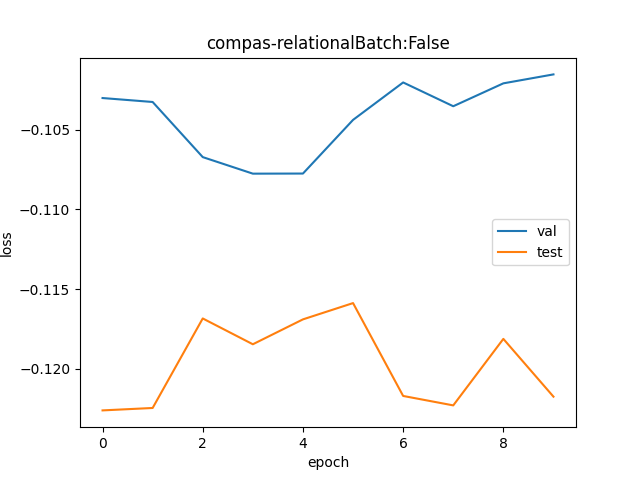 compas-relationalBatch:False
loss
−0.105
−0.110
−0.115
−0.120
val
test
0
2
4
6
8
epoch